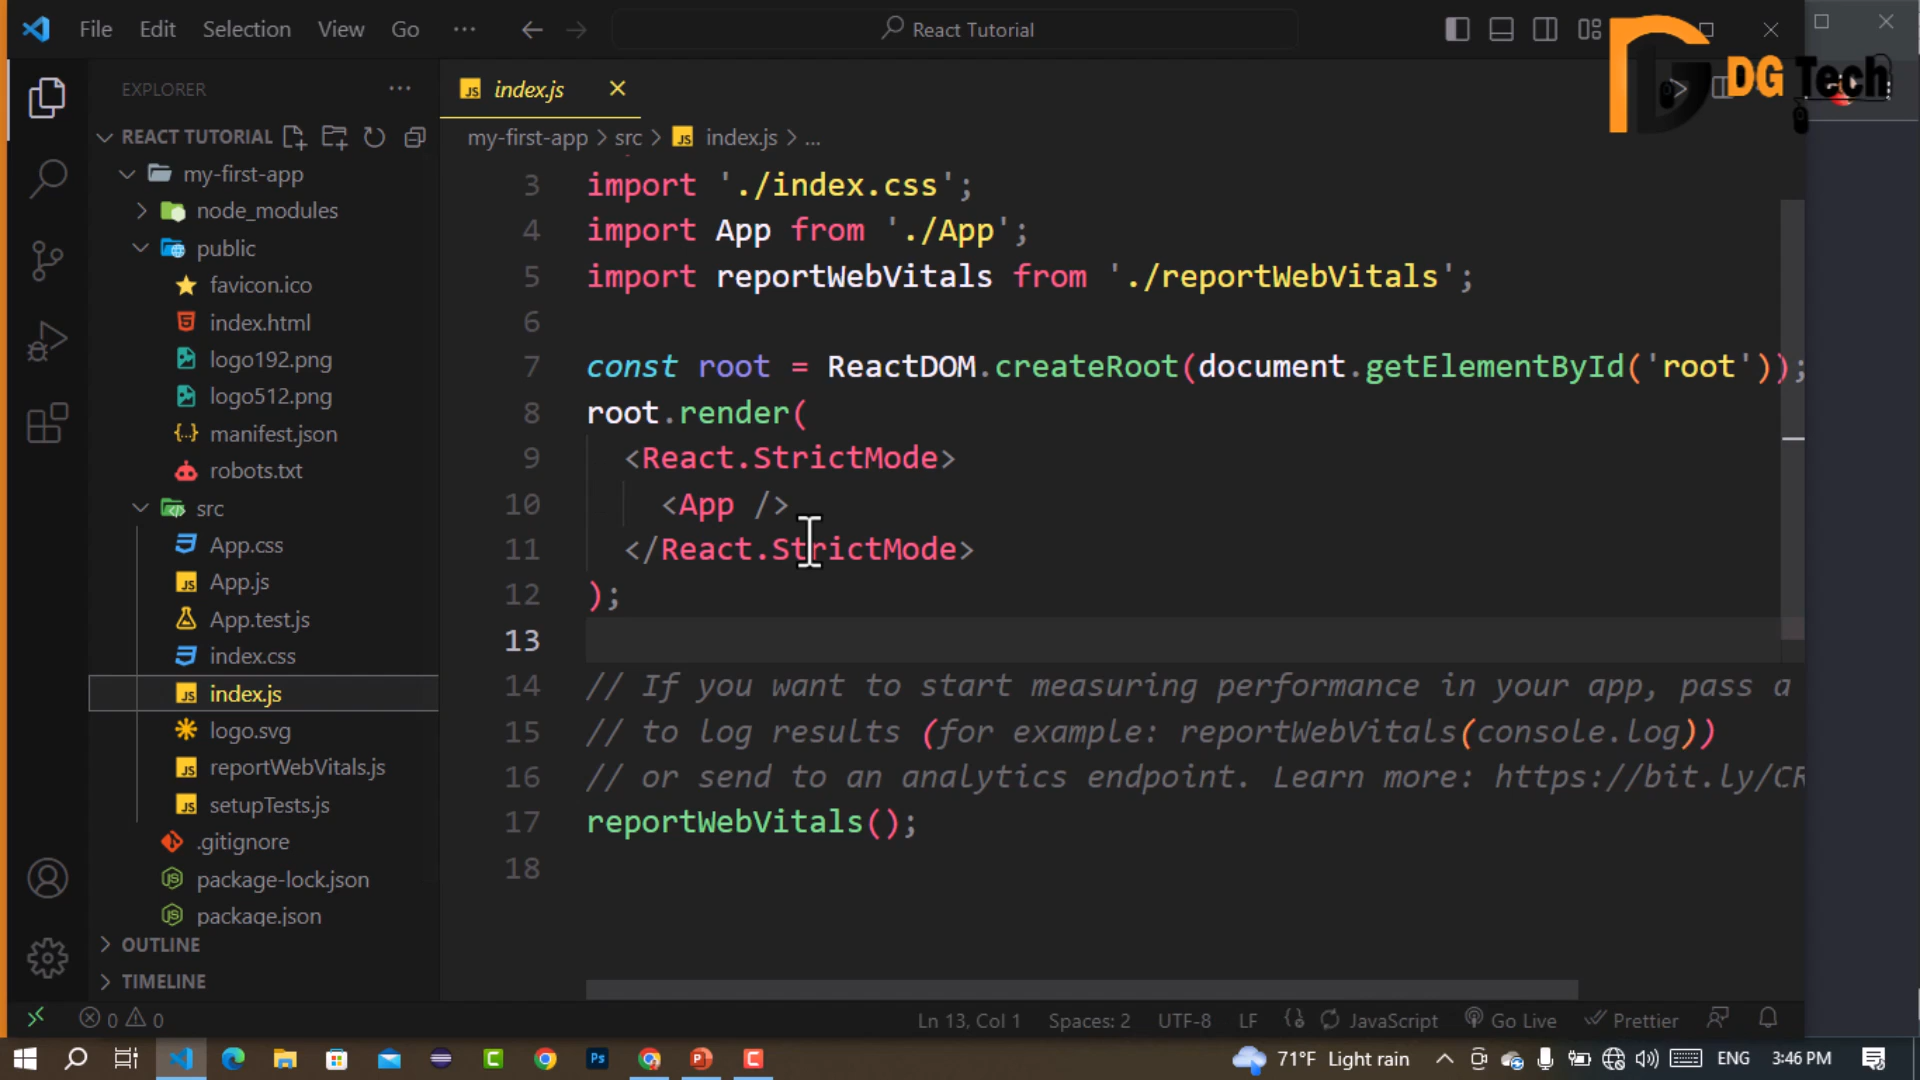 File Edit Selection View Go ...
React Tutorial
DG Tech
EXPLORER
REACT TUTORIAL
my-first-app
node_modules
public
favicon.ico
index.html
logo192.png
logo512.png
manifest.json
robots.txt
src
App.css
App.js
App.test.js
index.css
index.js
logo.svg
reportWebVitals.js
setupTests.js
.gitignore
package-lock.json
package.json
OUTLINE
TIMELINE
JS index.js
my-first-app > src > JS index.js > ...
3 import './index.css';
4 import App from './App';
5 import reportWebVitals from './reportWebVitals';
6
7 const root = ReactDOM.createRoot(document.getElementById('root'));
8 root.render(
9 <React.StrictMode>
10 <App />
11 </React.StrictMode>
12 );
13
14 // If you want to start measuring performance in your app, pass a
15 // to log results (for example: reportWebVitals(console.log))
16 // or send to an analytics endpoint. Learn more: https://bit.ly/CR
17 reportWebVitals();
18
0 0 Ln 13, Col 1 Spaces: 2 UTF-8 LF JavaScript Go Live Prettier
71°F Light rain ENG 3:46 PM